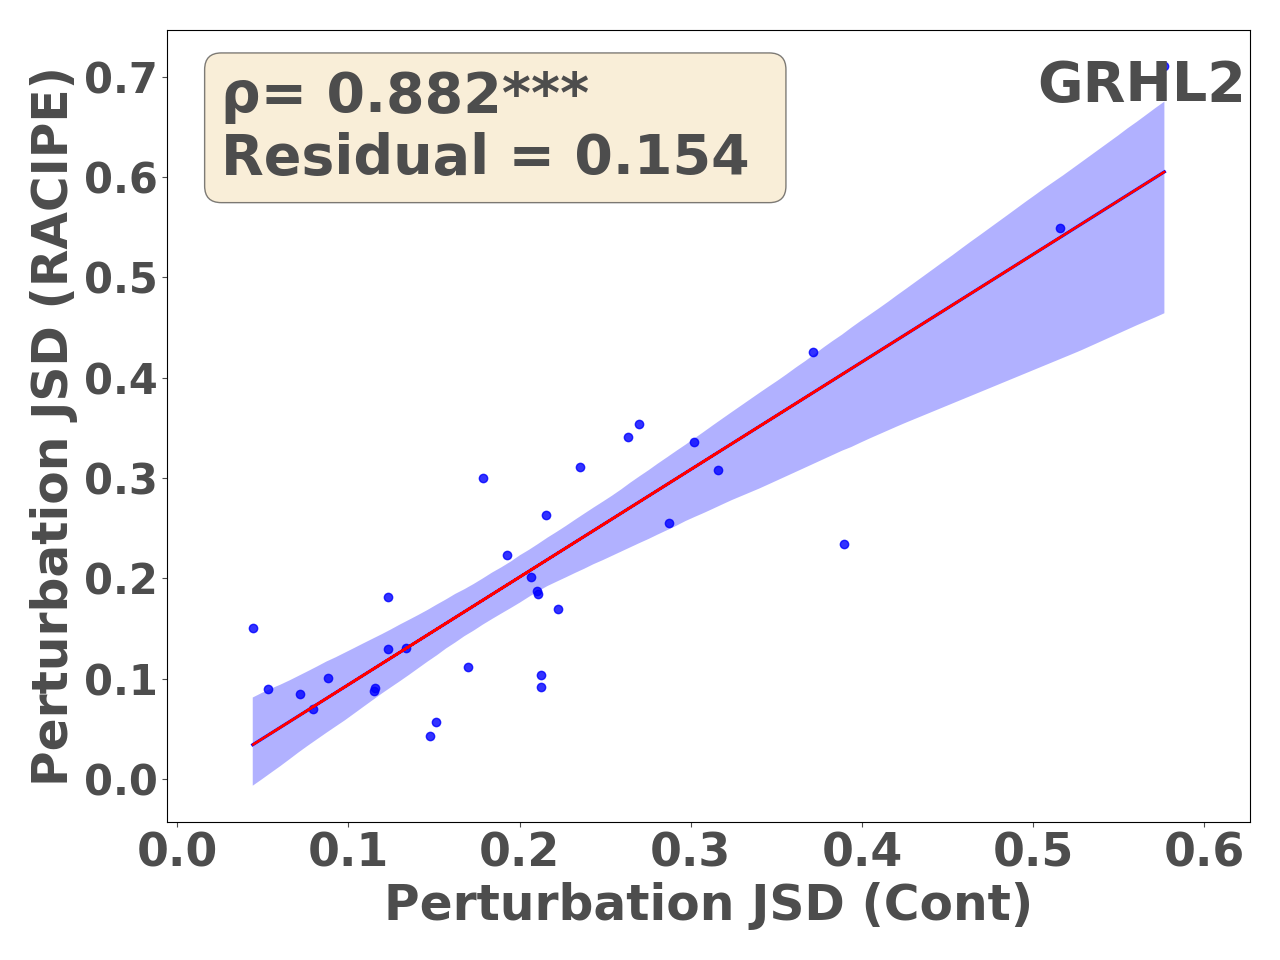 ρ= 0.882***
Residual = 0.154
GRHL2
Perturbation JSD (RACIPE)
0.7
0.6
0.5
0.4
0.3
0.2
0.1
0.0
0.0 0.1 0.2 0.3 0.4 0.5 0.6
Perturbation JSD (Cont)